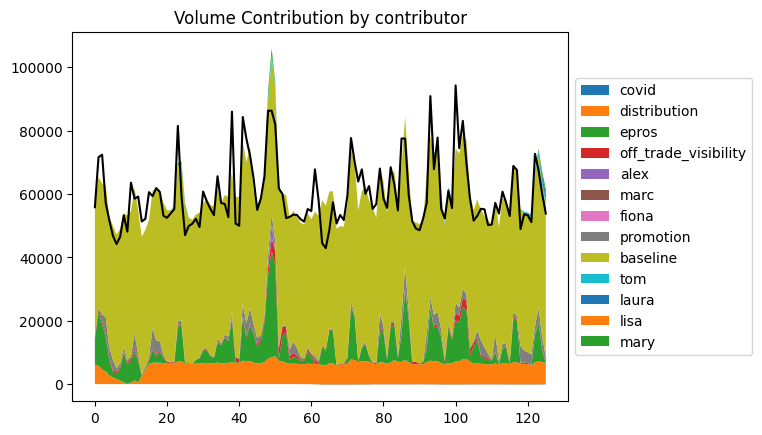 Volume Contribution by contributor
100000
80000
60000
40000
20000
0
0 20 40 60 80 100 120
covid
distribution
epros
off_trade_visibility
alex
marc
fiona
promotion
baseline
tom
laura
lisa
mary